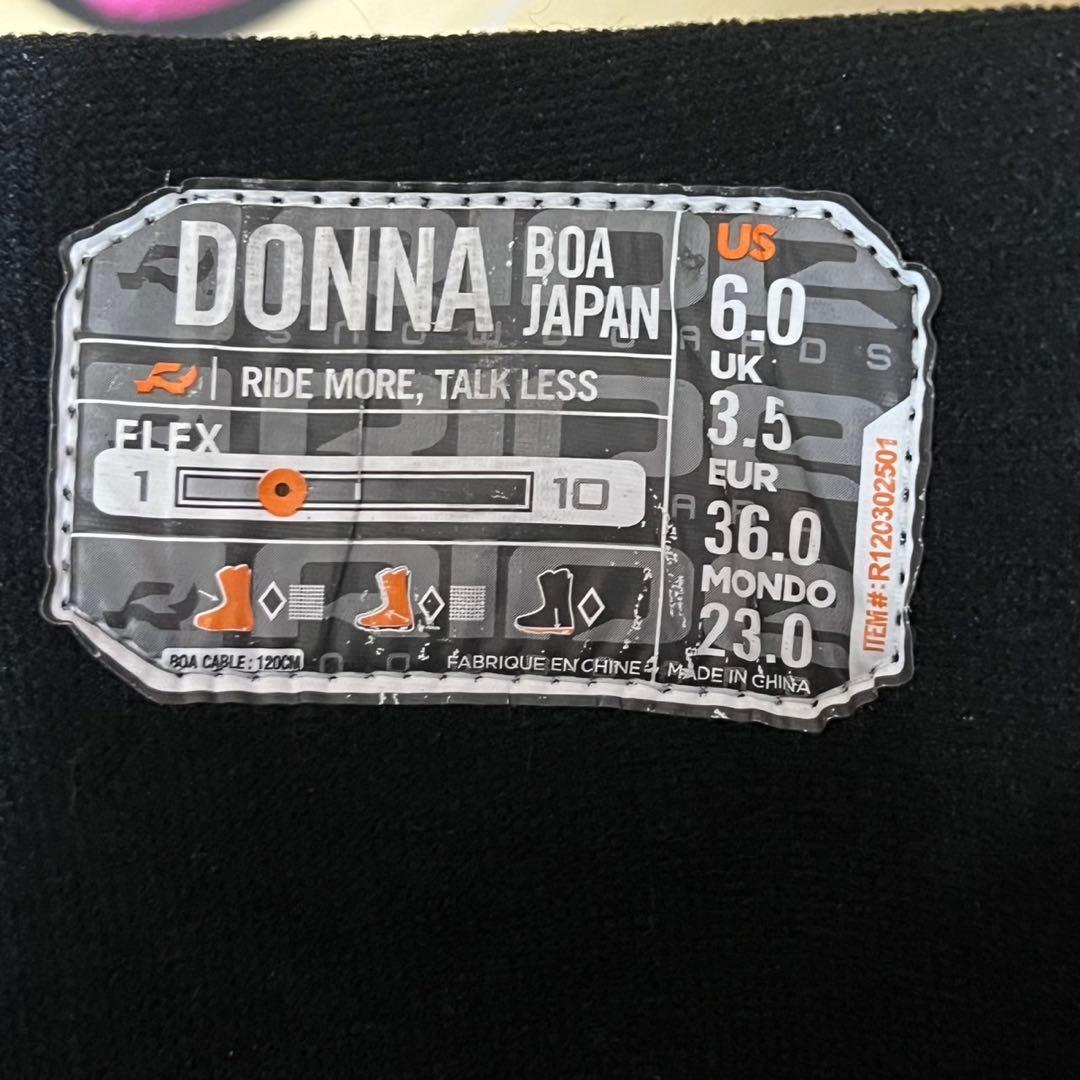 DONNA BOA
JAPAN
RIDE MORE, TALK LESS
FLEX
1 10
BOA CABLE: 120CM
FABRIQUE EN CHINE
MADE IN CHINA
US
6.0
UK
3.5
EUR
36.0
MONDO
23.0
ITEM#: R120302501